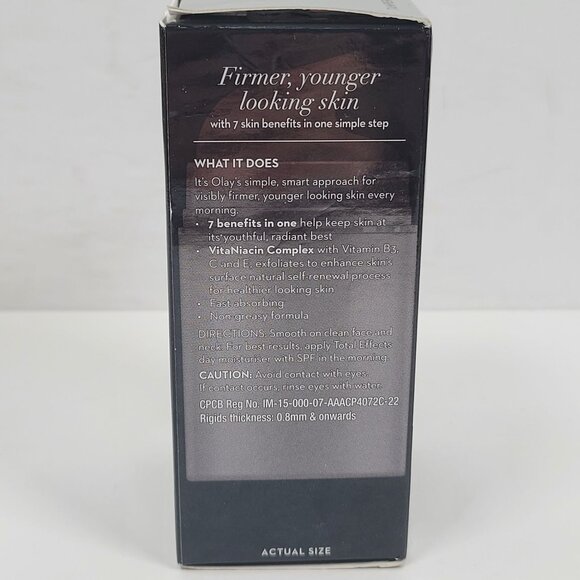 Firmer, younger
looking skin
with 7 skin benefits in one simple step
WHAT IT DOES
It's Olay's simple, smart approach for
visibly firmer, younger looking skin every
morning.
• 7 benefits in one help keep skin at
its youthful, radiant best
• VitaNiacin Complex with Vitamin B3,
C and E; exfoliates to enhance skin's
surface natural self-renewal process
for healthier looking skin
• Fast absorbing
• Non-greasy formula
DIRECTIONS: Smooth on clean face and
neck. For best results, apply Total Effects
day moisturiser with SPF in the morning.
CAUTION: Avoid contact with eyes.
If contact occurs, rinse eyes with water.
CPCB Reg No. IM-15-000-07-AAACP4072C-22
Rigids thickness: 0.8mm & onwards
ACTUAL SIZE